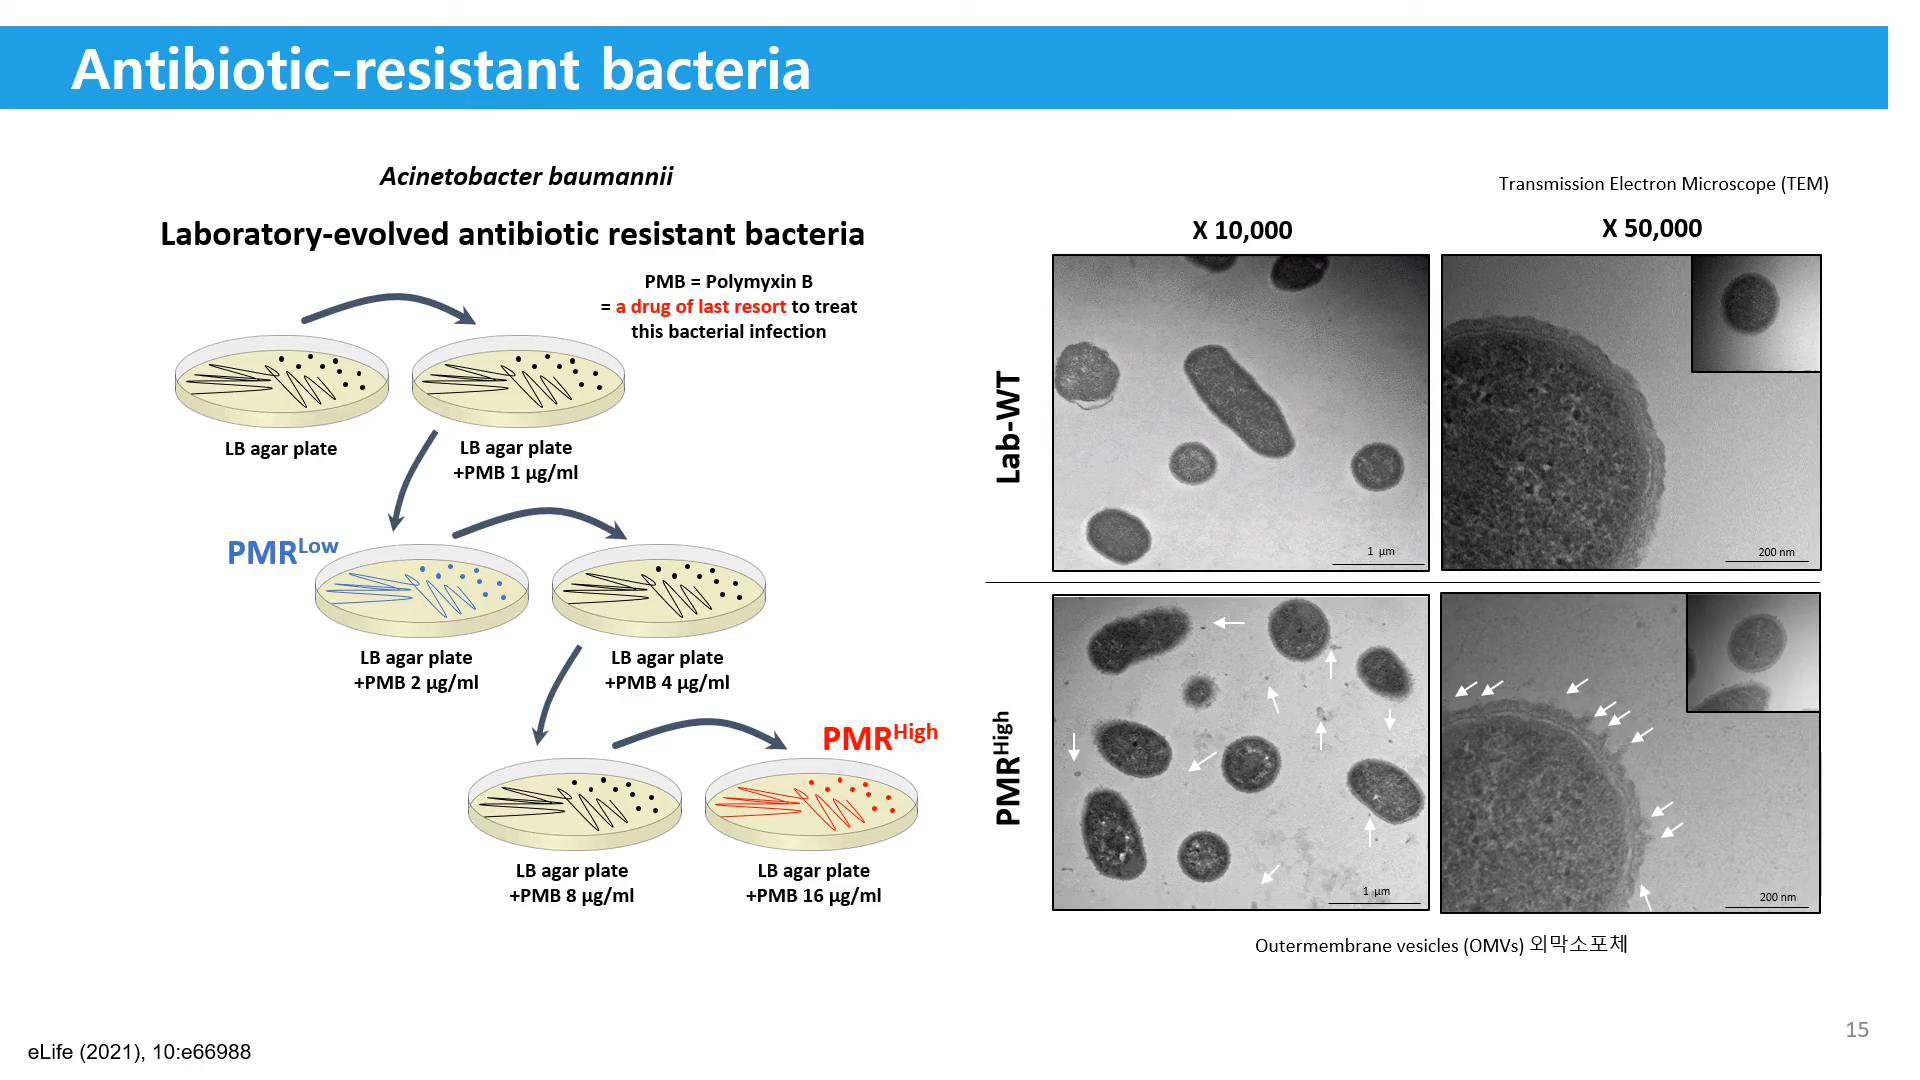 Antibiotic-resistant bacteria
Acinetobacter baumannii
Laboratory-evolved antibiotic resistant bacteria
PMB = Polymyxin B
= a drug of last resort to treat
this bacterial infection
LB agar plate
LB agar plate
+PMB 1 μg/ml
PMRLow
LB agar plate
+PMB 2 μg/ml
LB agar plate
+PMB 4 μg/ml
PMRHigh
LB agar plate
+PMB 8 μg/ml
LB agar plate
+PMB 16 μg/ml
Transmission Electron Microscope (TEM)
X 10,000
X 50,000
Lab-WT
1 μm
200 nm
PMRHigh
1 μm
200 nm
Outermembrane vesicles (OMVs) 외막소포체
15
eLife (2021), 10:e66988